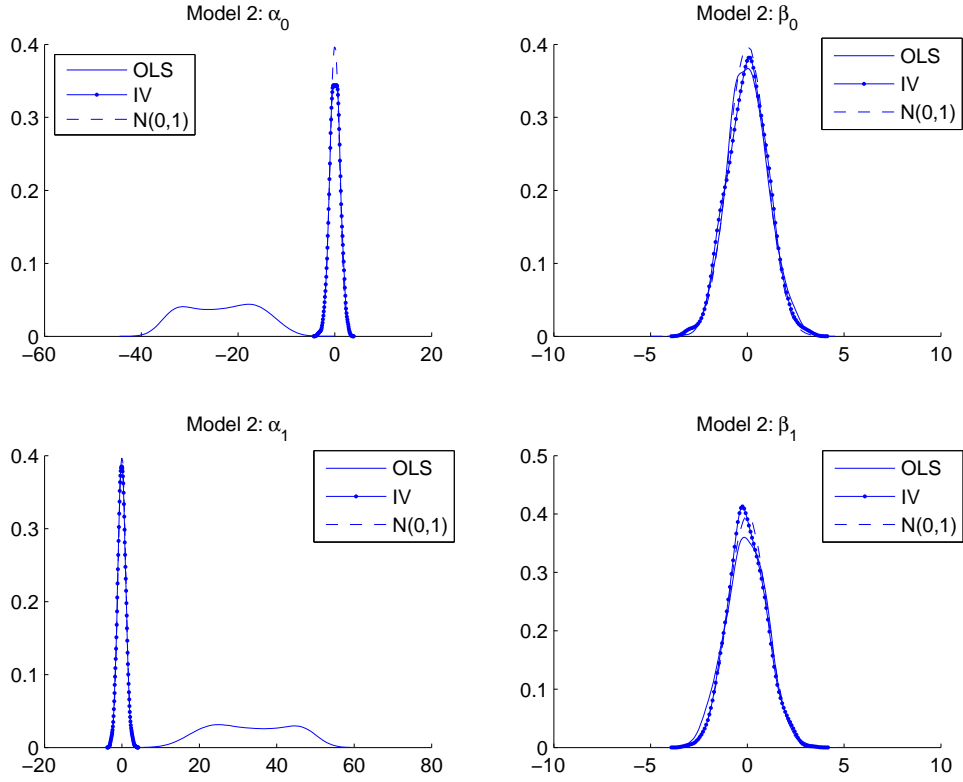 Model 2: α0
0.4
0.3
0.2
0.1
0
−60
−40
−20
0
20
OLS
IV
N(0,1)
Model 2: β0
0.4
0.3
0.2
0.1
0
−10
−5
0
5
10
OLS
IV
N(0,1)
Model 2: α1
0.4
0.3
0.2
0.1
0
−20
0
20
40
60
80
OLS
IV
N(0,1)
Model 2: β1
0.5
0.4
0.3
0.2
0.1
0
−10
−5
0
5
10
OLS
IV
N(0,1)